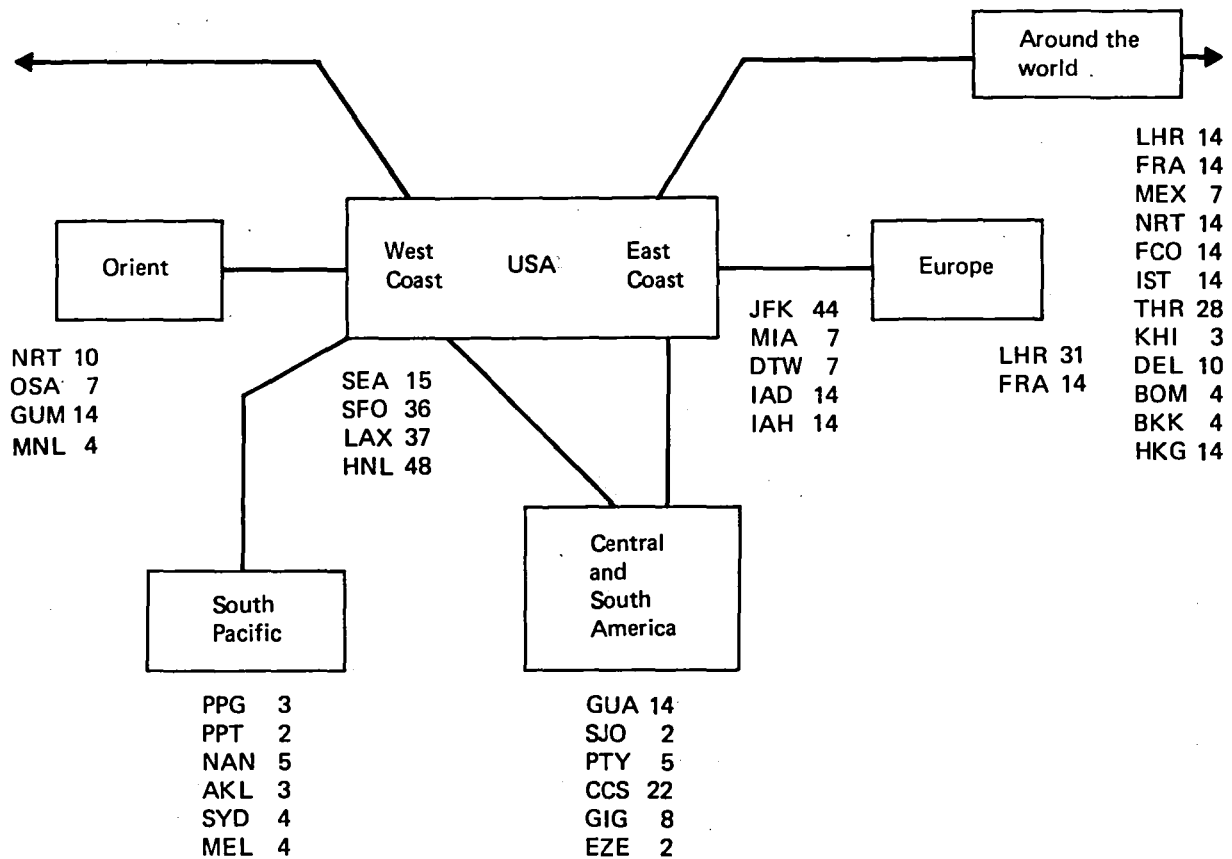 Around the
world
LHR 14
FRA 14
MEX 7
NRT 14
FCO 14
IST 14
THR 28
KHI 3
DEL 10
BOM 4
BKK 4
HKG 14
Orient
NRT 10
OSA 7
GUM 14
MNL 4
West
Coast
USA
East
Coast
SEA 15
SFO 36
LAX 37
HNL 48
JFK 44
MIA 7
DTW 7
IAD 14
IAH 14
Europe
LHR 31
FRA 14
South
Pacific
PPG 3
PPT 2
NAN 5
AKL 3
SYD 4
MEL 4
Central
and
South
America
GUA 14
SJO 2
PTY 5
CCS 22
GIG 8
EZE 2